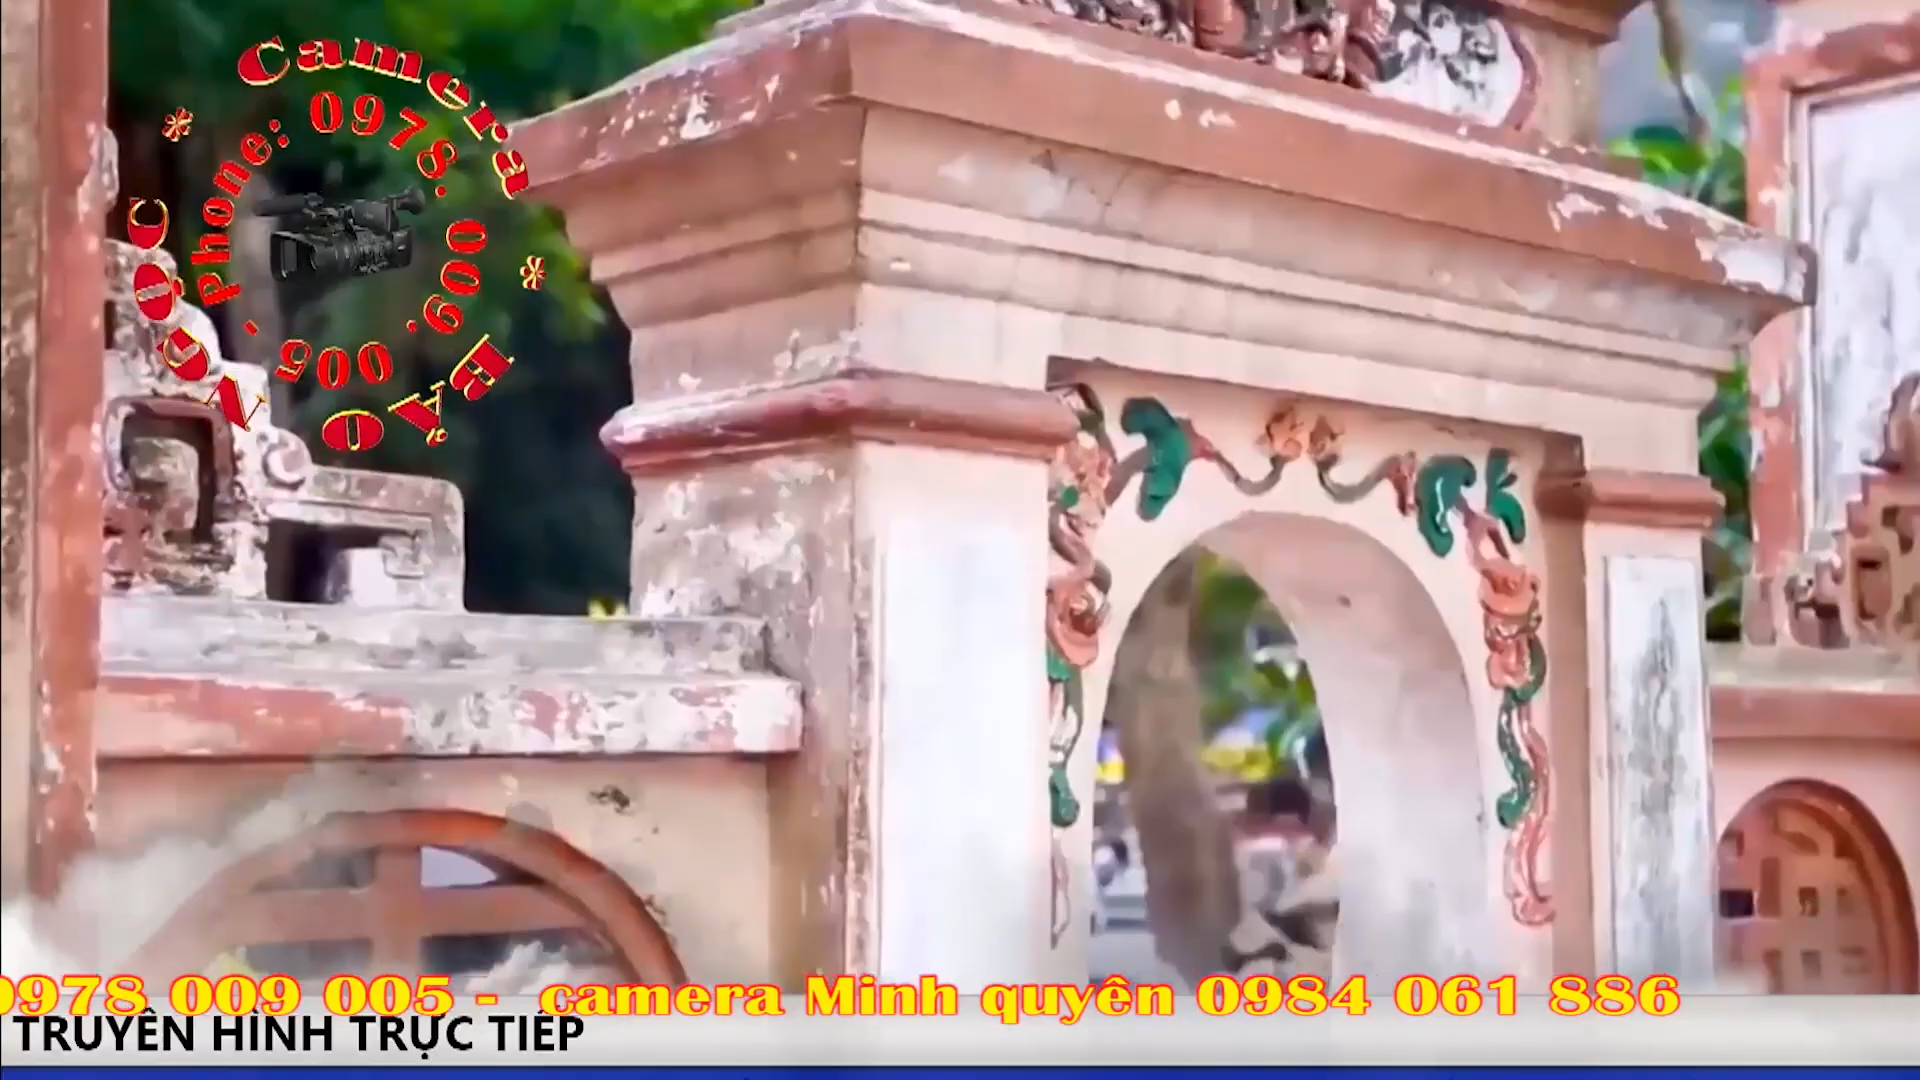 Camera
* BẢO NGỌC *
Phone: 0978. 009. 005 .
0978 009 005 - camera Minh quyên 0984 061 886
TRUYỀN HÌNH TRỰC TIẾP